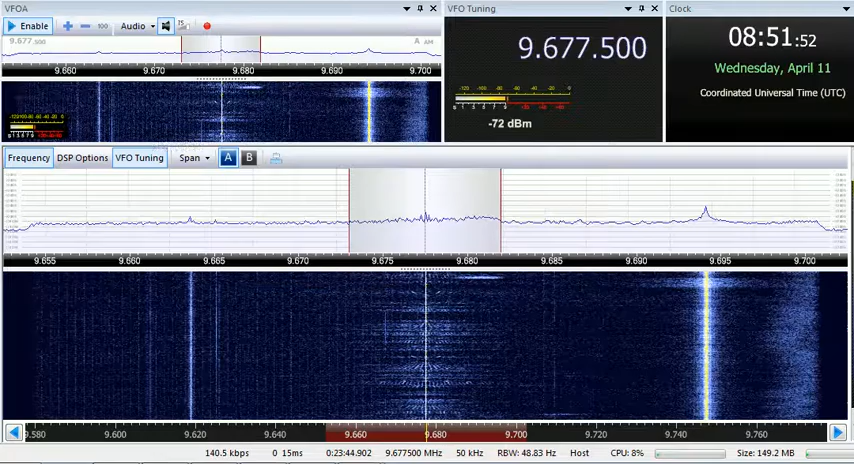 VFOA
Enable
100
Audio
9.677.500
A AM
9.660 9.670 9.680 9.690 9.700
VFO Tuning
9.677.500
-72 dBm
Clock
08:51:52
Wednesday, April 11
Coordinated Universal Time (UTC)
Frequency DSP Options VFO Tuning Span A B
9.655 9.660 9.665 9.670 9.675 9.680 9.685 9.690 9.695 9.700
9.580 9.600 9.620 9.640 9.660 9.680 9.700 9.720 9.740 9.760
140.5 kbps 0 15ms 0:23:44.902 9.677500 MHz 50 kHz RBW: 48.83 Hz Host CPU: 8% Size: 149.2 MB